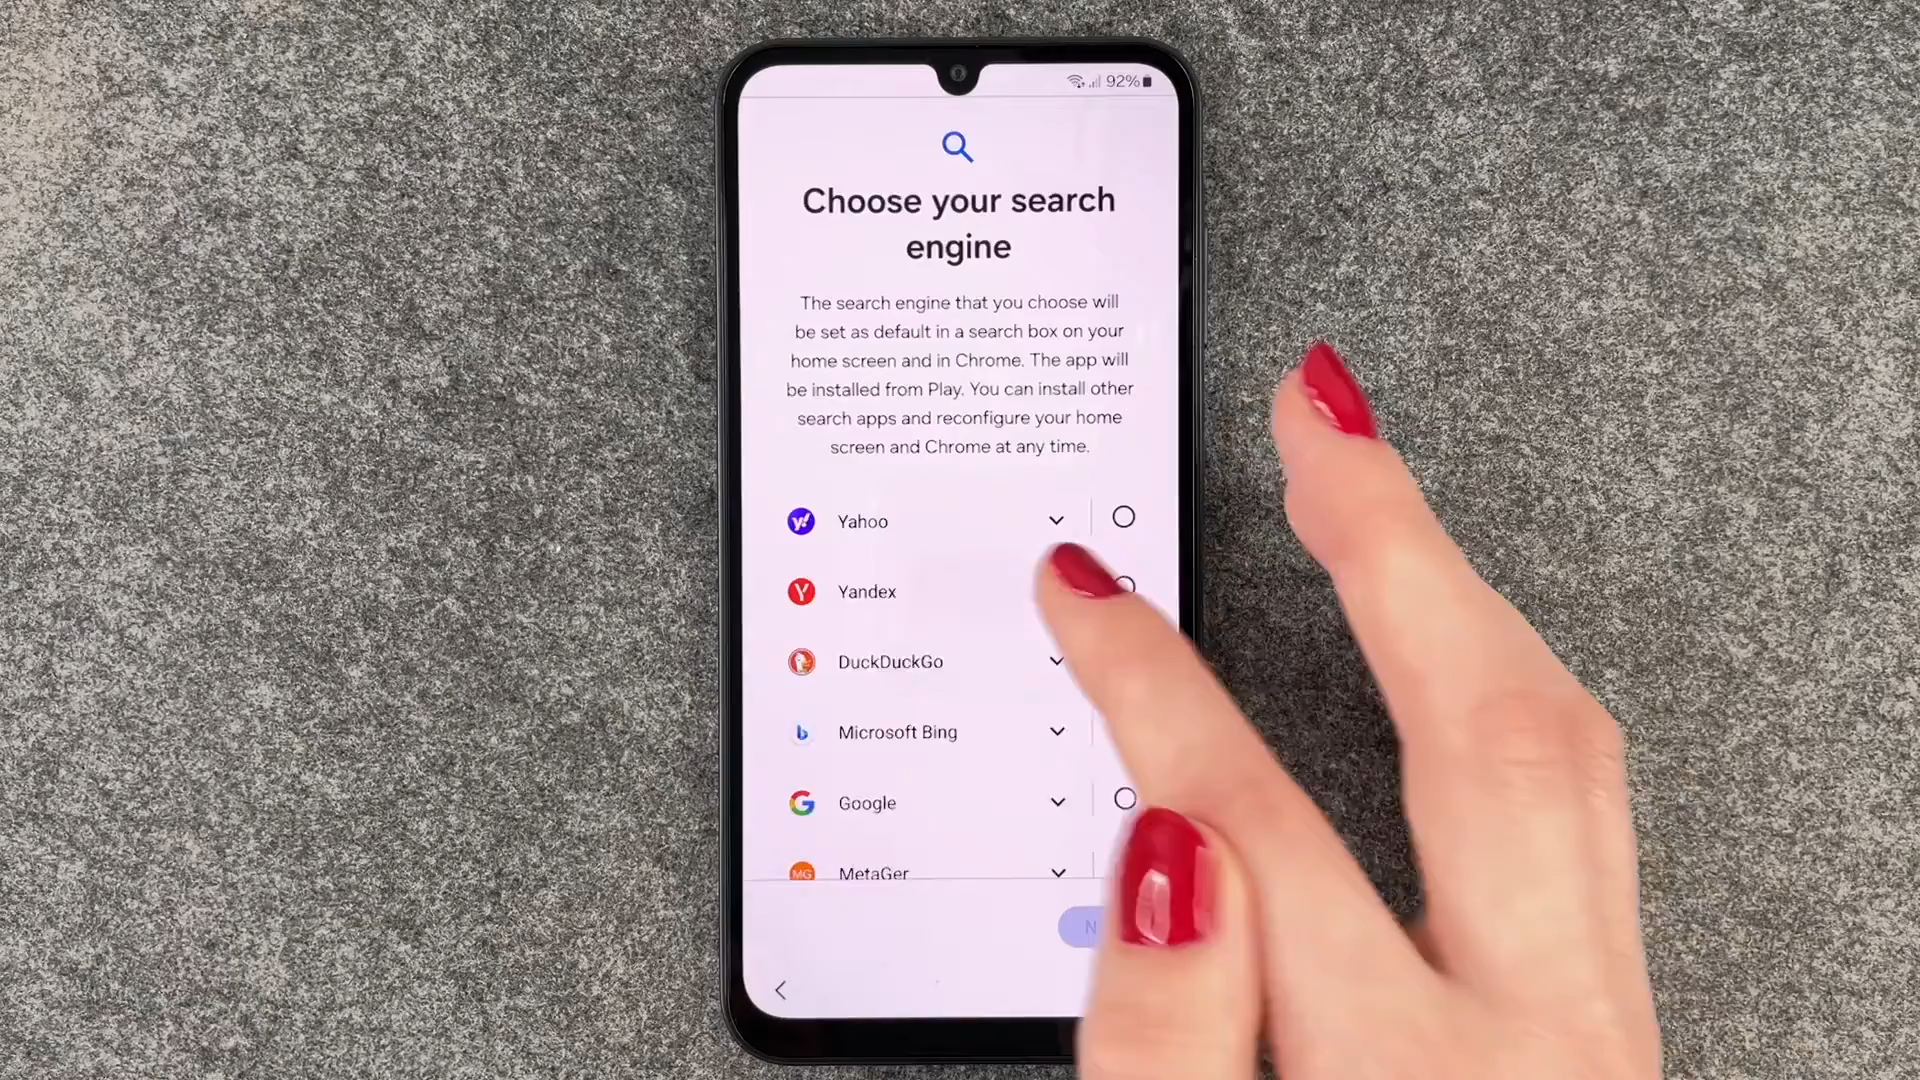 92%
Choose your search
engine
The search engine that you choose will
be set as default in a search box on your
home screen and in Chrome. The app will
be installed from Play. You can install other
search apps and reconfigure your home
screen and Chrome at any time.
Yahoo
Yandex
DuckDuckGo
Microsoft Bing
Google
MG MetaGer
N